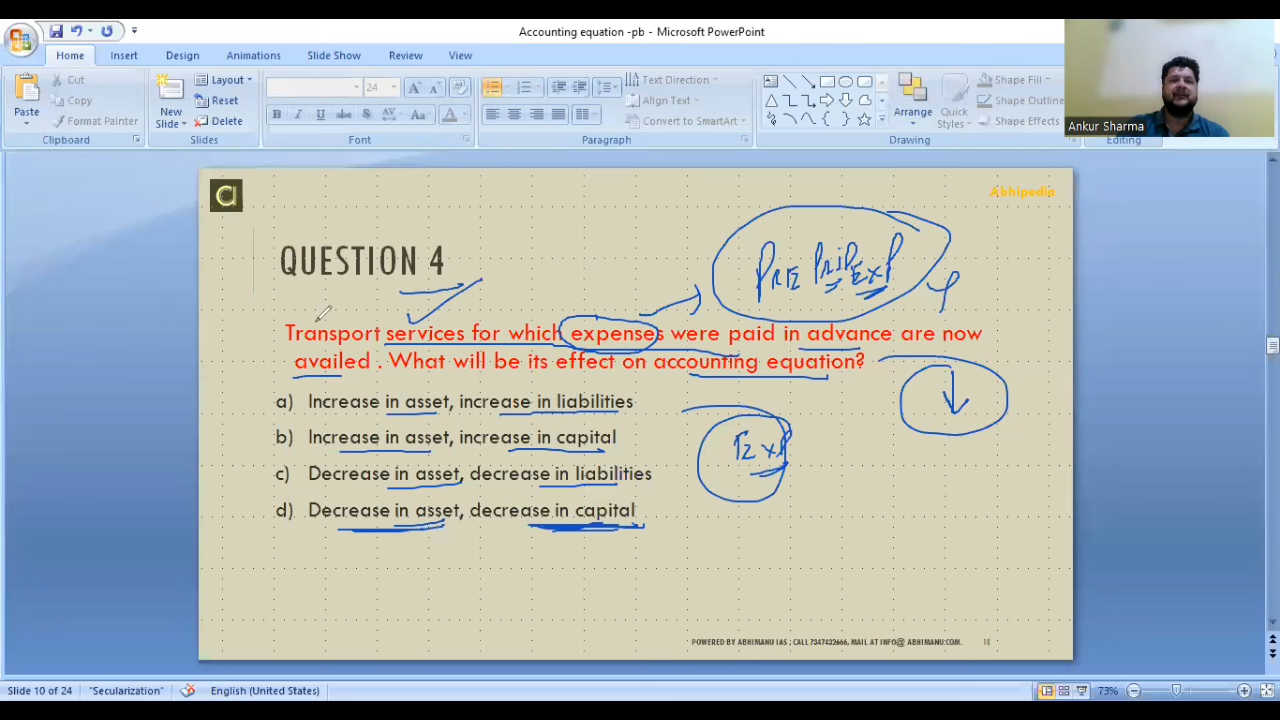 Accounting equation -pb - Microsoft PowerPoint
Home Insert Design Animations Slide Show Review View
Cut
Copy
Format Painter
Paste
Clipboard
New Slide
Layout
Reset
Delete
Slides
24
Font
Text Direction
Align Text
Convert to SmartArt
Paragraph
Arrange
Quick Styles
Shape Fill
Shape Outline
Shape Effects
Drawing
Editing
Ankur Sharma
a
Abhipedia
QUESTION 4
PRE PAID EXP
Transport services for which expenses were paid in advance are now
availed . What will be its effect on accounting equation?
a) Increase in asset, increase in liabilities
b) Increase in asset, increase in capital
EXP
c) Decrease in asset, decrease in liabilities
d) Decrease in asset, decrease in capital
POWERED BY ABHIMANU IAS ; CALL 7347432666, MAIL AT INFO@ ABHIMANU.COM. 10
Slide 10 of 24 "Secularization" English (United States) 73%